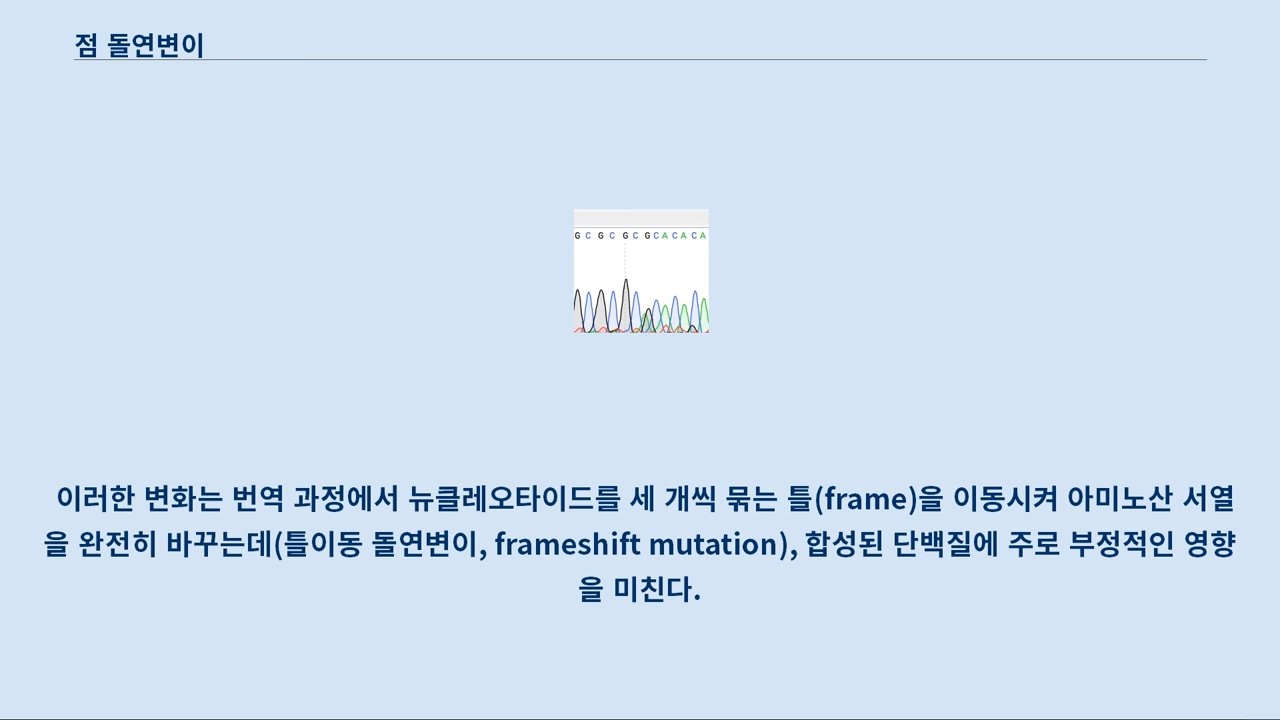 점 돌연변이
G C G C G C G C A C A C A
이러한 변화는 번역 과정에서 뉴클레오타이드를 세 개씩 묶는 틀(frame)을 이동시켜 아미노산 서열
을 완전히 바꾸는데(틀이동 돌연변이, frameshift mutation), 합성된 단백질에 주로 부정적인 영향
을 미친다.